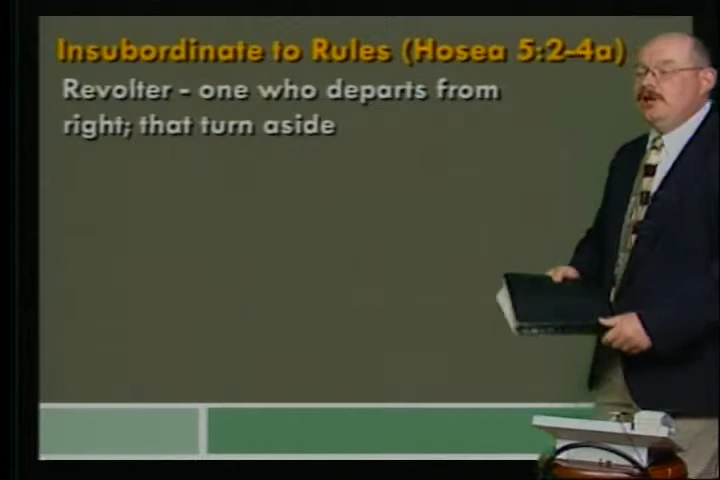 Insubordinate to Rules (Hosea 5:2-4a)
Revolter - one who departs from
right; that turn aside